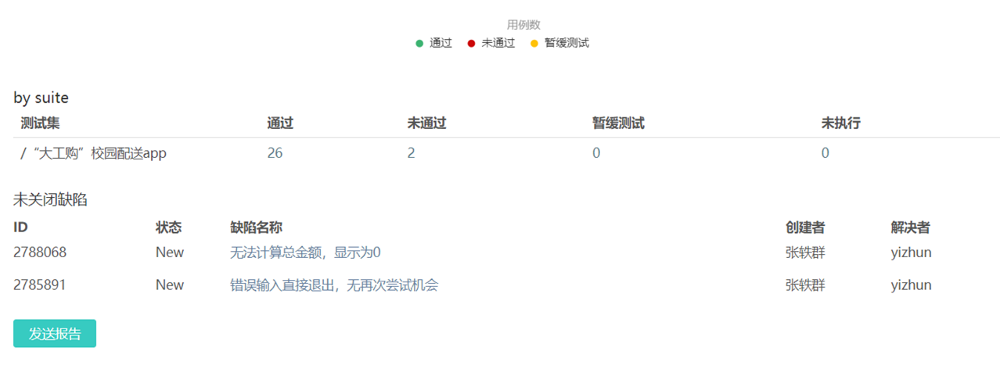 用例数
通过 未通过 暂缓测试
by suite
测试集 通过 未通过 暂缓测试 未执行
/“大工购”校园配送app 26 2 0 0
未关闭缺陷
ID 状态 缺陷名称 创建者 解决者
2788068 New 无法计算总金额，显示为0 张轶群 yizhun
2785891 New 错误输入直接退出，无再次尝试机会 张轶群 yizhun
发送报告